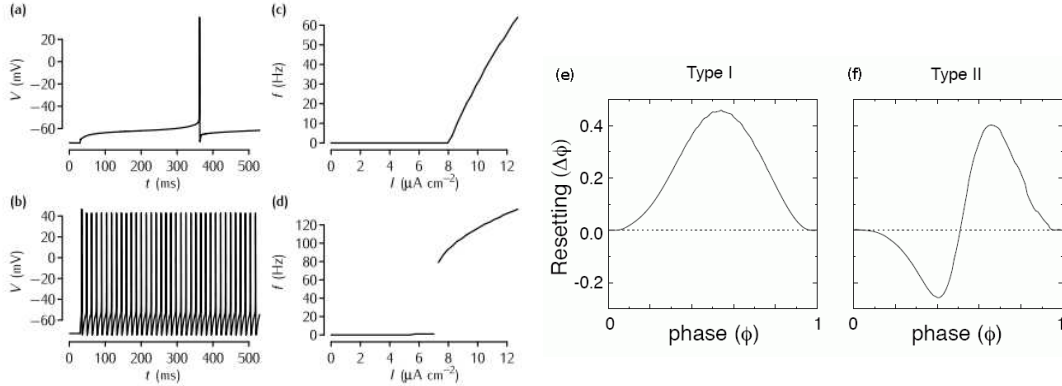 (a)
20
0
−20
−40
−60
V (mV)
0 100 200 300 400 500
t (ms)
(b)
40
20
0
−20
−40
−60
V (mV)
0 100 200 300 400 500
t (ms)
(c)
60
50
40
30
20
10
0
f (Hz)
0 2 4 6 8 10 12
I (μA cm−2)
(d)
120
100
80
60
40
20
0
f (Hz)
0 2 4 6 8 10 12
I (μA cm−2)
(e) Type I
0.4
0.2
0.0
-0.2
Resetting (Δϕ)
0 1
phase (ϕ)
(f) Type II
0 1
phase (ϕ)